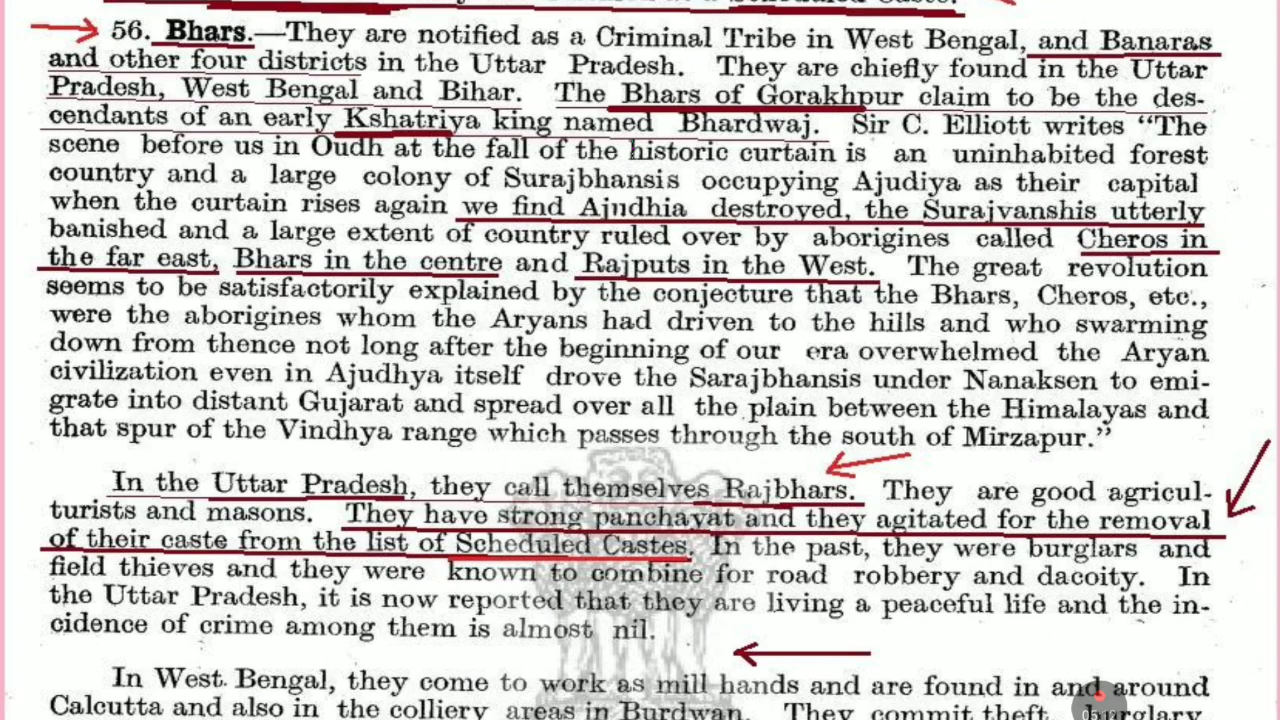 a Scheduled Caste.
56. Bhars.—They are notified as a Criminal Tribe in West Bengal, and Banaras
and other four districts in the Uttar Pradesh. They are chiefly found in the Uttar
Pradesh, West Bengal and Bihar. The Bhars of Gorakhpur claim to be the des-
cendants of an early Kshatriya king named Bhardwaj. Sir C. Elliott writes “The
scene before us in Oudh at the fall of the historic curtain is an uninhabited forest
country and a large colony of Surajbhansis occupying Ajudiya as their capital
when the curtain rises again we find Ajudhia destroyed, the Surajvanshis utterly
banished and a large extent of country ruled over by aborigines called Cheros in
the far east, Bhars in the centre and Rajputs in the West. The great revolution
seems to be satisfactorily explained by the conjecture that the Bhars, Cheros, etc.,
were the aborigines whom the Aryans had driven to the hills and who swarming
down from thence not long after the beginning of our era overwhelmed the Aryan
civilization even in Ajudhya itself drove the Sarajbhansis under Nanaksen to emi-
grate into distant Gujarat and spread over all the plain between the Himalayas and
that spur of the Vindhya range which passes through the south of Mirzapur.”
In the Uttar Pradesh, they call themselves Rajbhars. They are good agricul-
turists and masons. They have strong panchayat and they agitated for the removal
of their caste from the list of Scheduled Castes. In the past, they were burglars and
field thieves and they were known to combine for road robbery and dacoity. In
the Uttar Pradesh, it is now reported that they are living a peaceful life and the in-
cidence of crime among them is almost nil.
In West Bengal, they come to work as mill hands and are found in and around
Calcutta and also in the colliery areas in Burdwan. They commit theft, burglary,
05:12